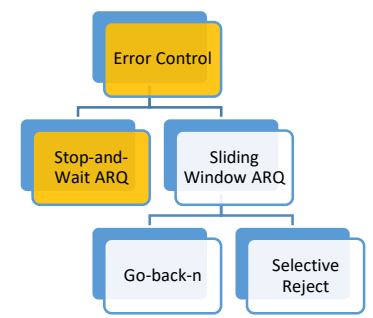 Error Control
Stop-and-
Wait ARQ
Sliding
Window ARQ
Go-back-n
Selective
Reject